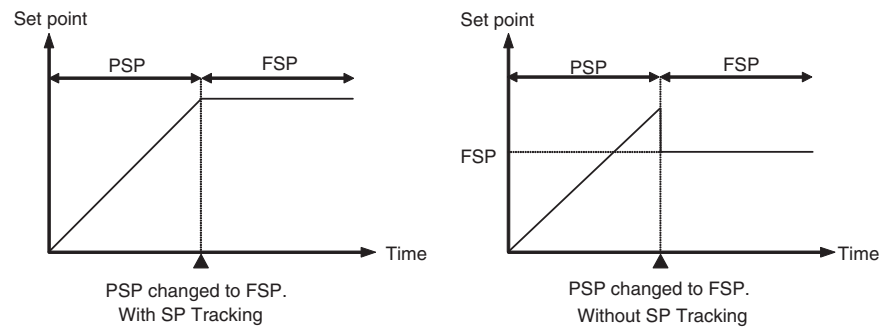 Set point
PSP
FSP
Time
PSP changed to FSP.
With SP Tracking
Set point
PSP
FSP
FSP
Time
PSP changed to FSP.
Without SP Tracking